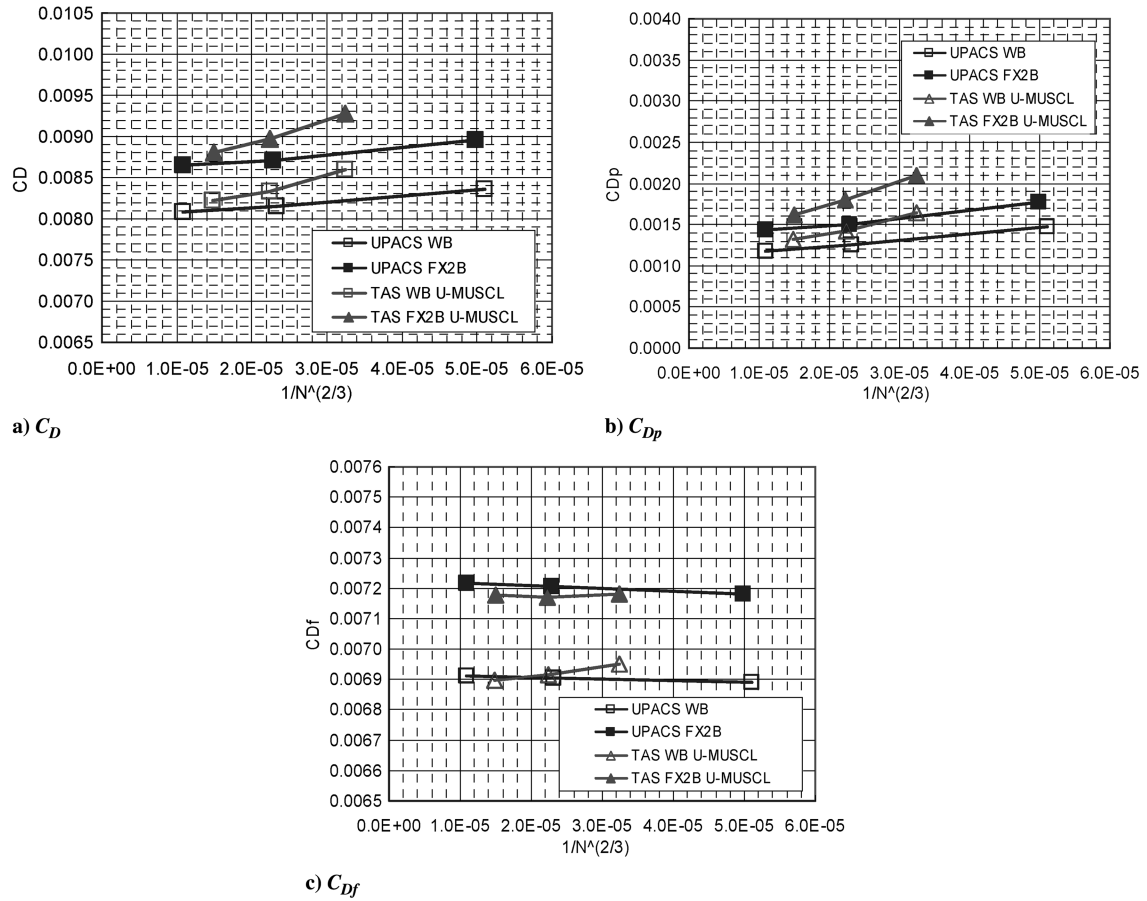 0.0105
0.0100
0.0095
0.0090
0.0085
0.0080
0.0075
0.0070
0.0065
CD
0.0E+00 1.0E-05 2.0E-05 3.0E-05 4.0E-05 5.0E-05 6.0E-05
1/N^(2/3)
UPACS WB
UPACS FX2B
TAS WB U-MUSCL
TAS FX2B U-MUSCL
a) CD
0.0040
0.0035
0.0030
0.0025
0.0020
0.0015
0.0010
0.0005
0.0000
CDp
0.0E+00 1.0E-05 2.0E-05 3.0E-05 4.0E-05 5.0E-05 6.0E-05
1/N^(2/3)
UPACS WB
UPACS FX2B
TAS WB U-MUSCL
TAS FX2B U-MUSCL
b) CDp
0.0076
0.0075
0.0074
0.0073
0.0072
0.0071
0.0070
0.0069
0.0068
0.0067
0.0066
0.0065
CDf
0.0E+00 1.0E-05 2.0E-05 3.0E-05 4.0E-05 5.0E-05 6.0E-05
1/N^(2/3)
UPACS WB
UPACS FX2B
TAS WB U-MUSCL
TAS FX2B U-MUSCL
c) CDf